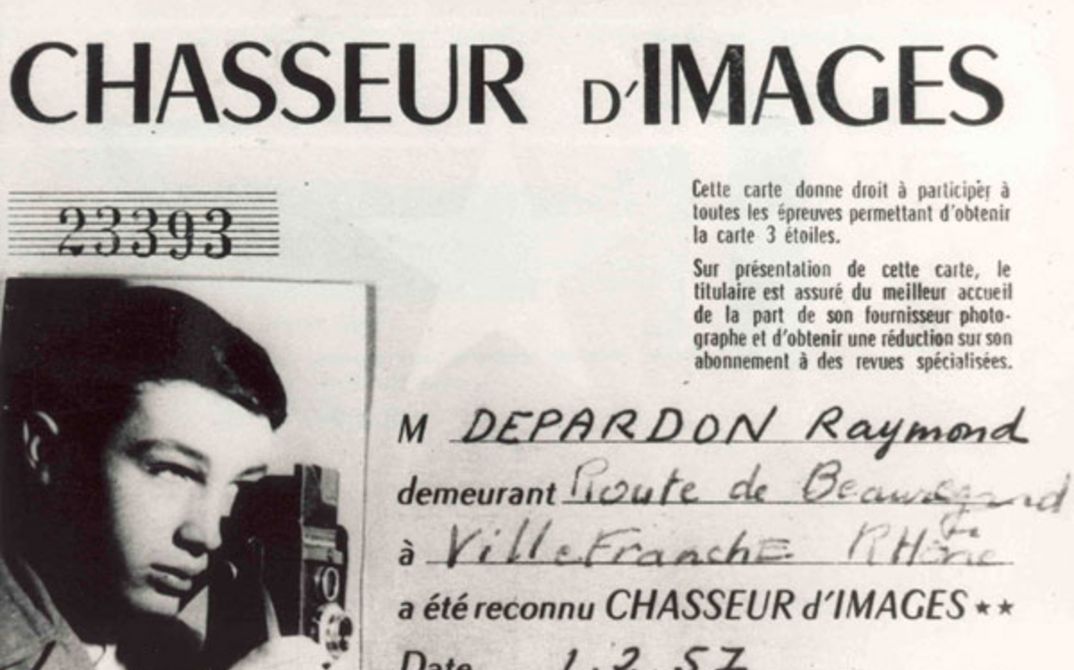 CHASSEUR D'IMAGES
23393
Cette carte donne droit à participer à
toutes les épreuves permettant d'obtenir
la carte 3 étoiles.
Sur présentation de cette carte, le
titulaire est assuré du meilleur accueil
de la part de son fournisseur photo-
graphe et d'obtenir une réduction sur son
abonnement à des revues spécialisées.
M DEPARDON Raymond
demeurant Route de Beauregard
à VilleFranchE RHône
a été reconnu CHASSEUR d'IMAGES ★★
Date 1.2.57